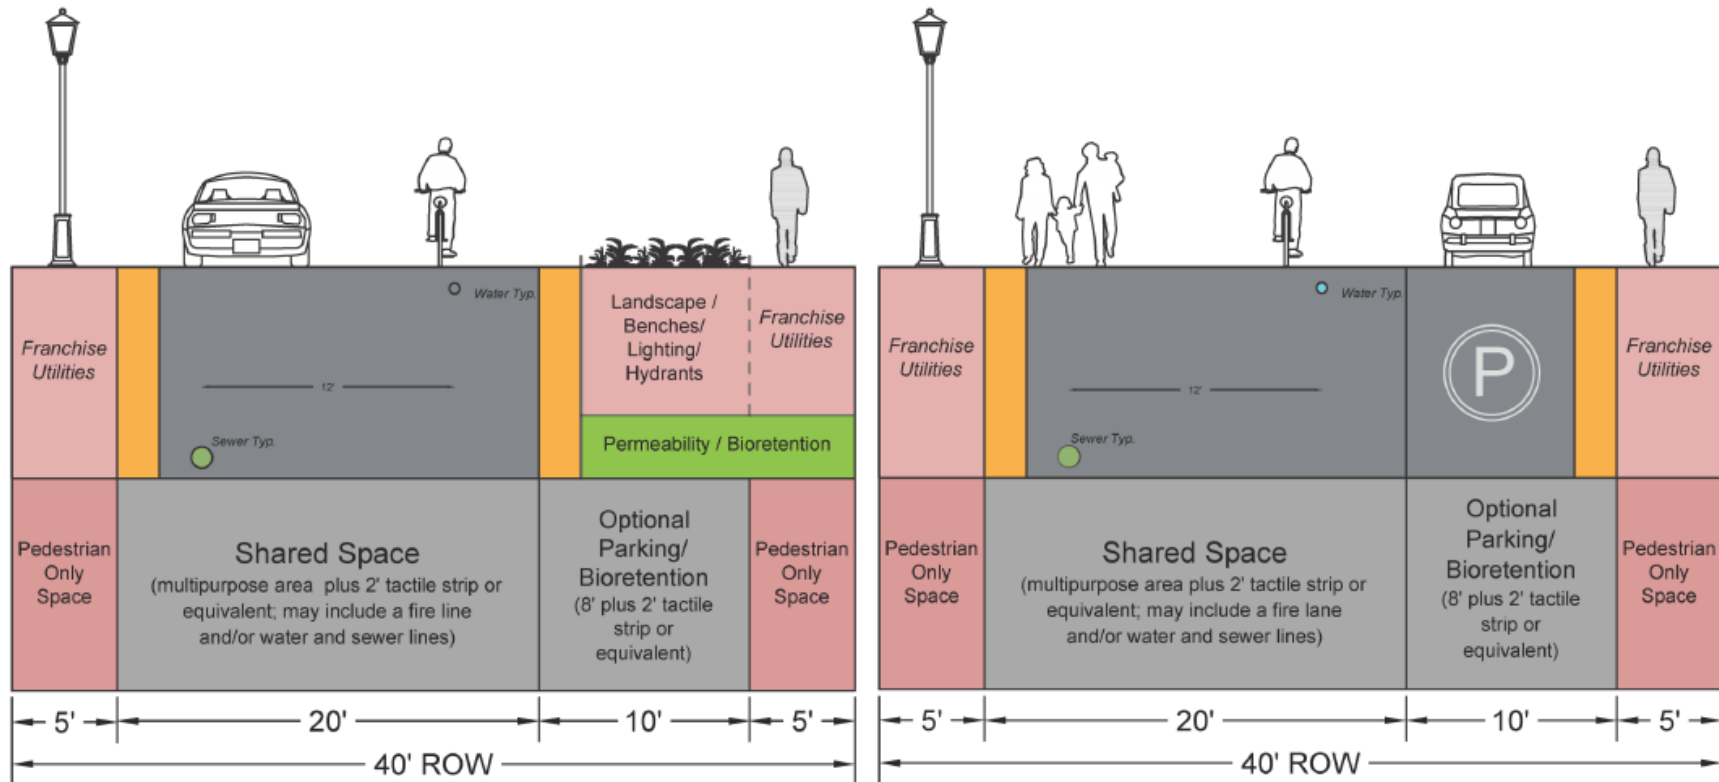 Franchise
Utilities
Water Typ.
12'
Sewer Typ.
Landscape /
Benches/
Lighting/
Hydrants
Franchise
Utilities
Permeability / Bioretention
Pedestrian
Only
Space
Shared Space
(multipurpose area plus 2' tactile strip or
equivalent; may include a fire line
and/or water and sewer lines)
Optional
Parking/
Bioretention
(8' plus 2' tactile
strip or
equivalent)
Pedestrian
Only
Space
5'
20'
10'
5'
40' ROW
Franchise
Utilities
Water Typ.
12'
Sewer Typ.
P
Franchise
Utilities
Pedestrian
Only
Space
Shared Space
(multipurpose area plus 2' tactile strip or
equivalent; may include a fire lane
and/or water and sewer lines)
Optional
Parking/
Bioretention
(8' plus 2' tactile
strip or
equivalent)
Pedestrian
Only
Space
5'
20'
10'
5'
40' ROW